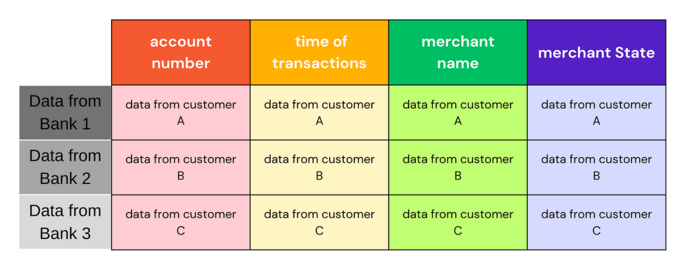 account
number
time of
transactions
merchant
name
merchant State
Data from
Bank 1
data from customer
A
data from customer
A
data from customer
A
data from customer
A
Data from
Bank 2
data from customer
B
data from customer
B
data from customer
B
data from customer
B
Data from
Bank 3
data from customer
C
data from customer
C
data from customer
C
data from customer
C